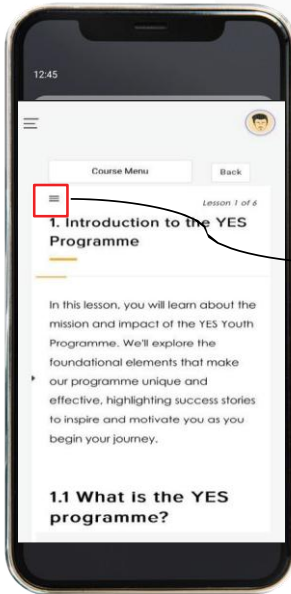 12:45
Course Menu
Back
Lesson 1 of 6
1. Introduction to the YES
Programme
In this lesson, you will learn about the
mission and impact of the YES Youth
Programme. We'll explore the
foundational elements that make
our programme unique and
effective, highlighting success stories
to inspire and motivate you as you
begin your journey.
1.1 What is the YES
programme?